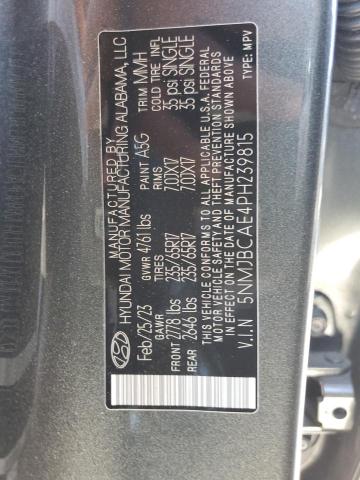 MANUFACTURED BY
HYUNDAI MOTOR MANUFACTURING ALABAMA, LLC
Feb/25/23 GVWR 4761 lbs PAINT A5G TRIM MMH
GAWR TIRES RIMS COLD TIRE INFL
FRONT 2778 lbs 235/65R17 7.0JX17 35 psi SINGLE
REAR 2646 lbs 235/65R17 7.0JX17 35 psi SINGLE
THIS VEHICLE CONFORMS TO ALL APPLICABLE U.S.A. FEDERAL
MOTOR VEHICLE SAFETY AND THEFT PREVENTION STANDARDS
IN EFFECT ON THE DATE OF MANUFACTURE SHOWN ABOVE.
V.I.N 5NMJBCAE4PH239815 TYPE: MPV